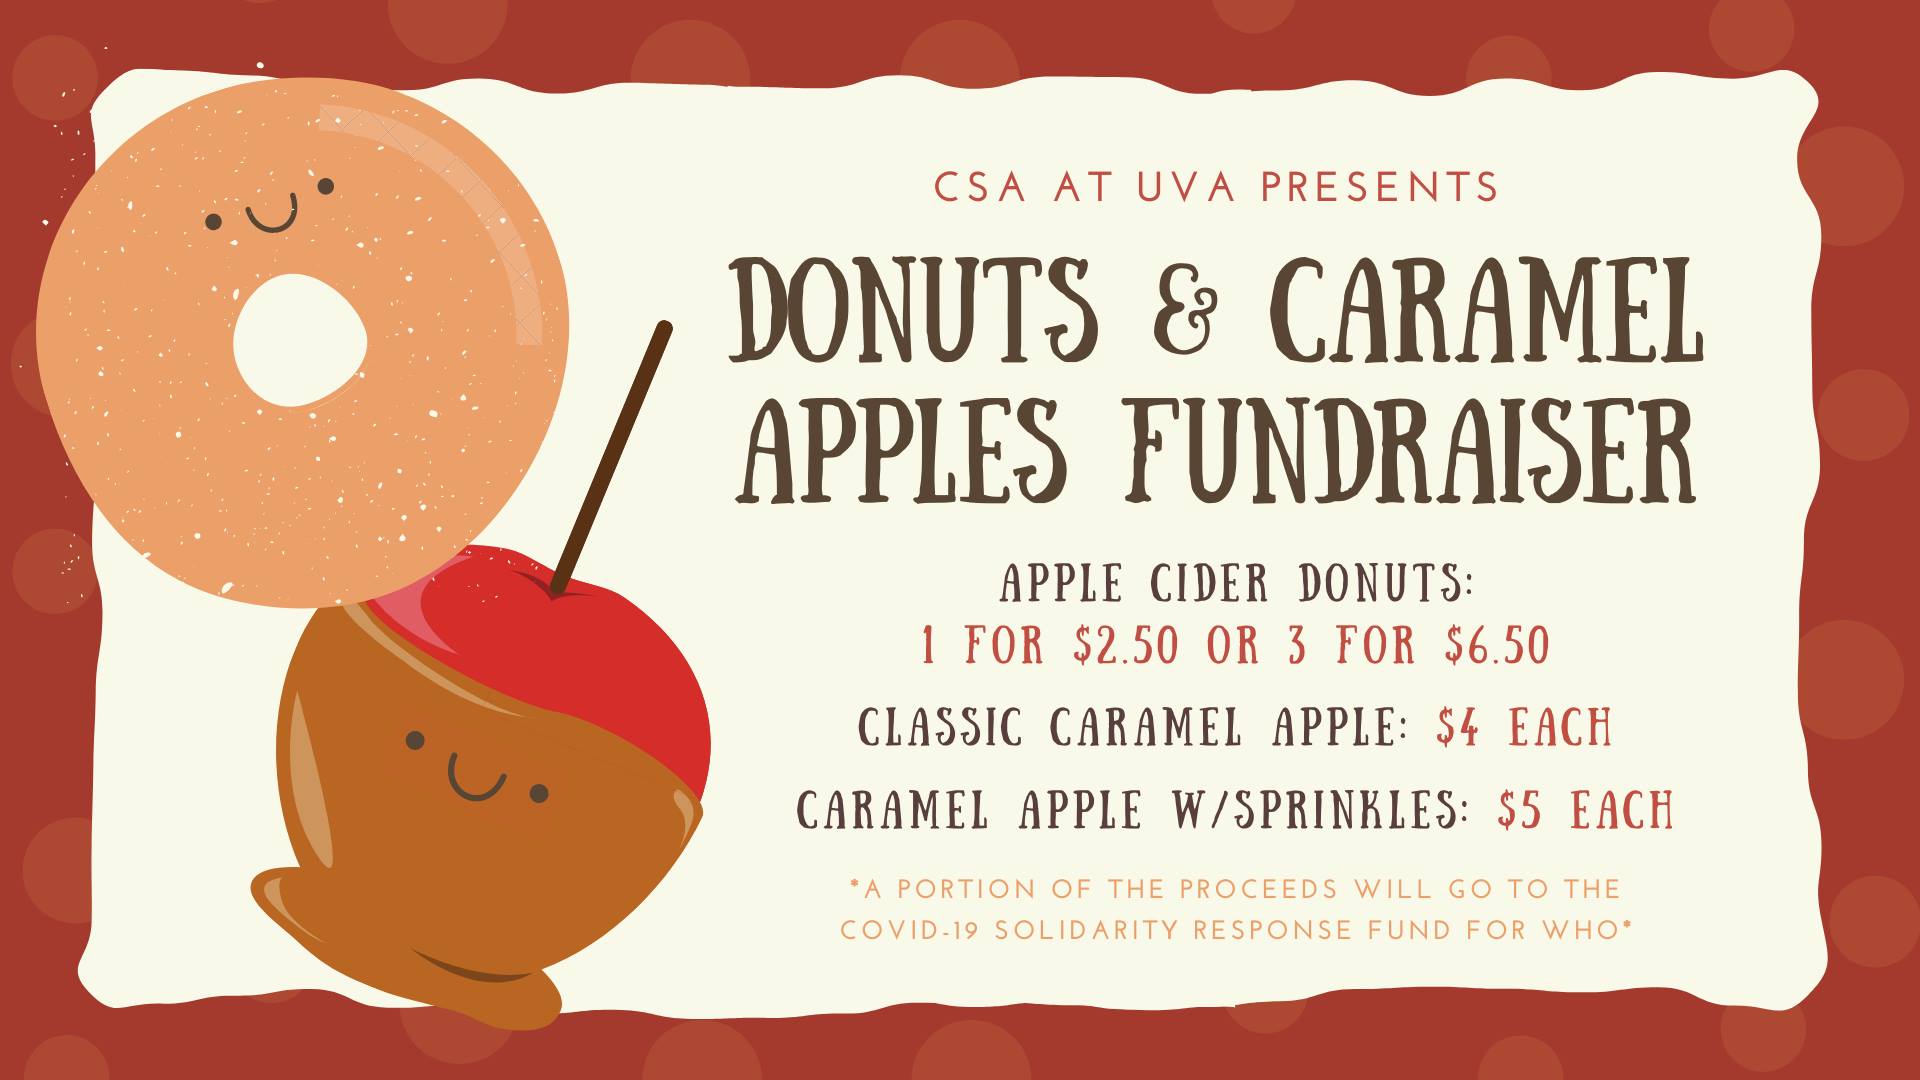 CSA AT UVA PRESENTS
DONUTS & CARAMEL
APPLES FUNDRAISER
APPLE CIDER DONUTS:
1 FOR $2.50 OR 3 FOR $6.50
CLASSIC CARAMEL APPLE: $4 EACH
CARAMEL APPLE W/SPRINKLES: $5 EACH
*A PORTION OF THE PROCEEDS WILL GO TO THE
COVID-19 SOLIDARITY RESPONSE FUND FOR WHO*